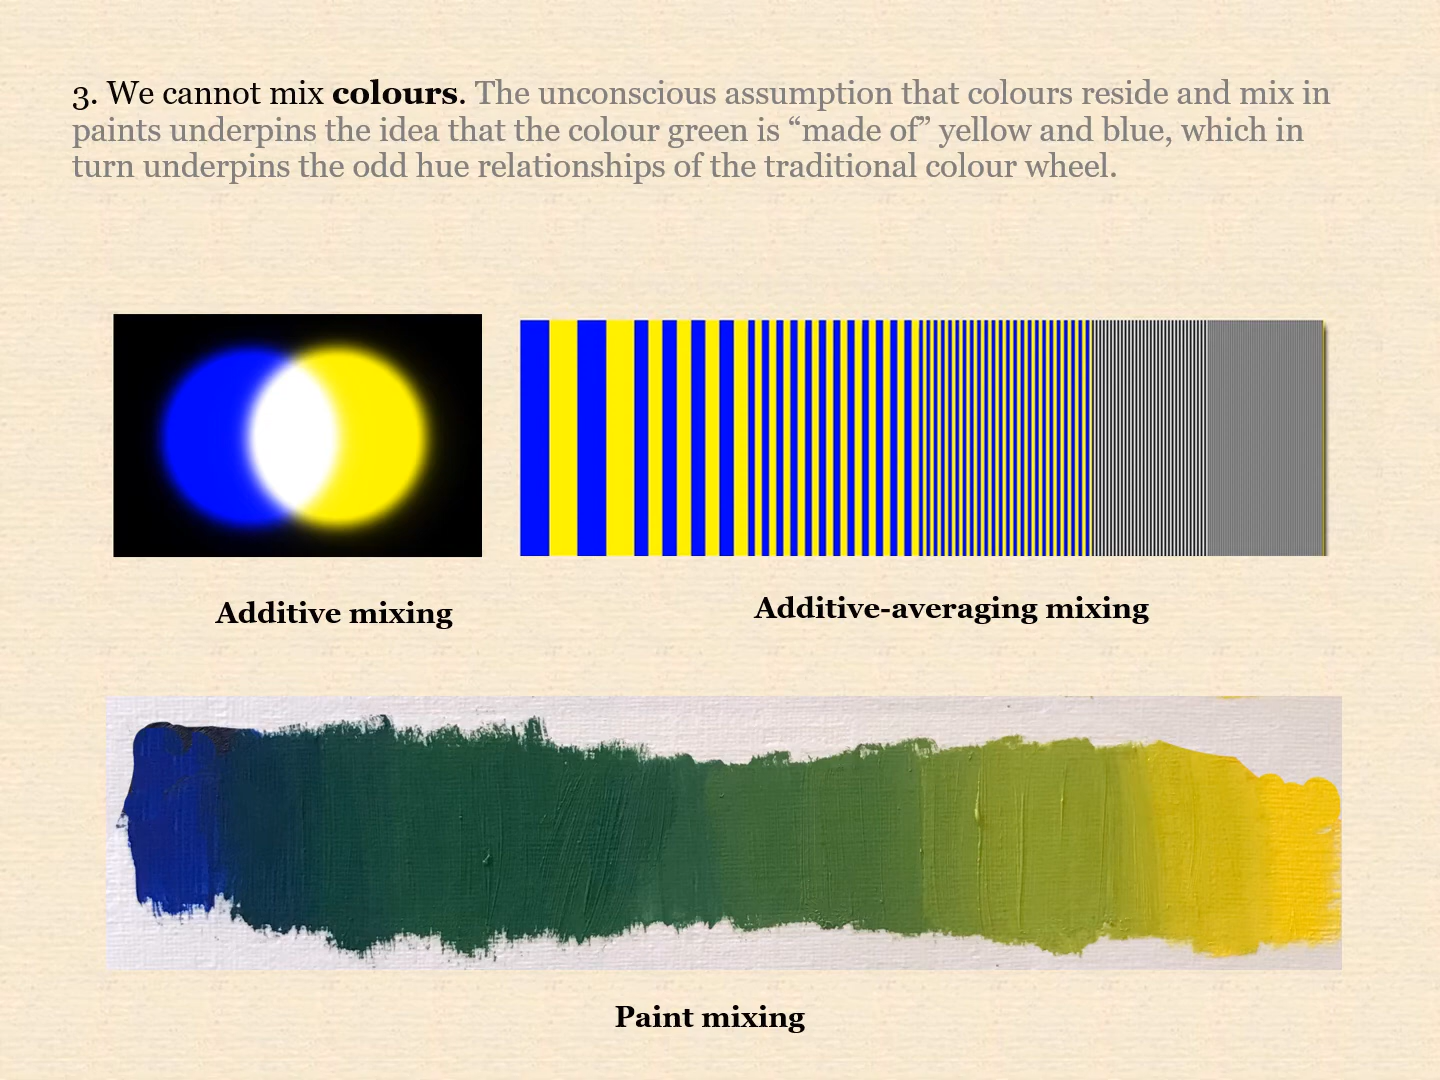 3. We cannot mix colours. The unconscious assumption that colours reside and mix in
paints underpins the idea that the colour green is “made of” yellow and blue, which in
turn underpins the odd hue relationships of the traditional colour wheel.
Additive mixing
Additive-averaging mixing
Paint mixing